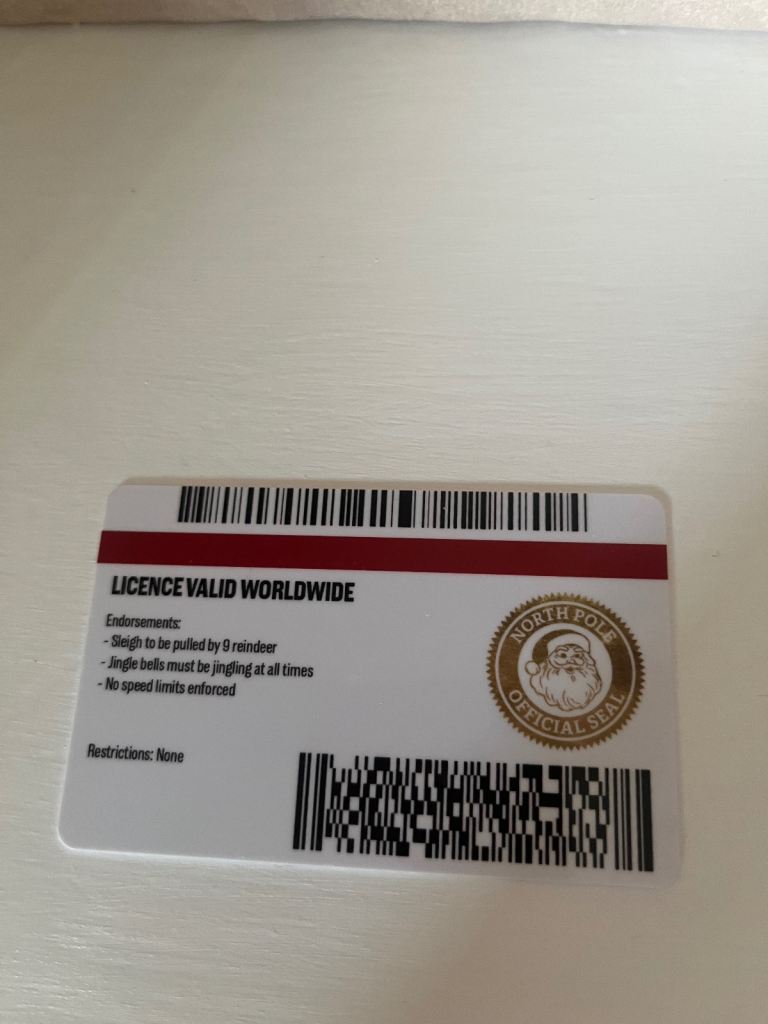 LICENCE VALID WORLDWIDE
Endorsements:
- Sleigh to be pulled by 9 reindeer
- Jingle bells must be jingling at all times
- No speed limits enforced
NORTH POLE
OFFICIAL SEAL
Restrictions: None